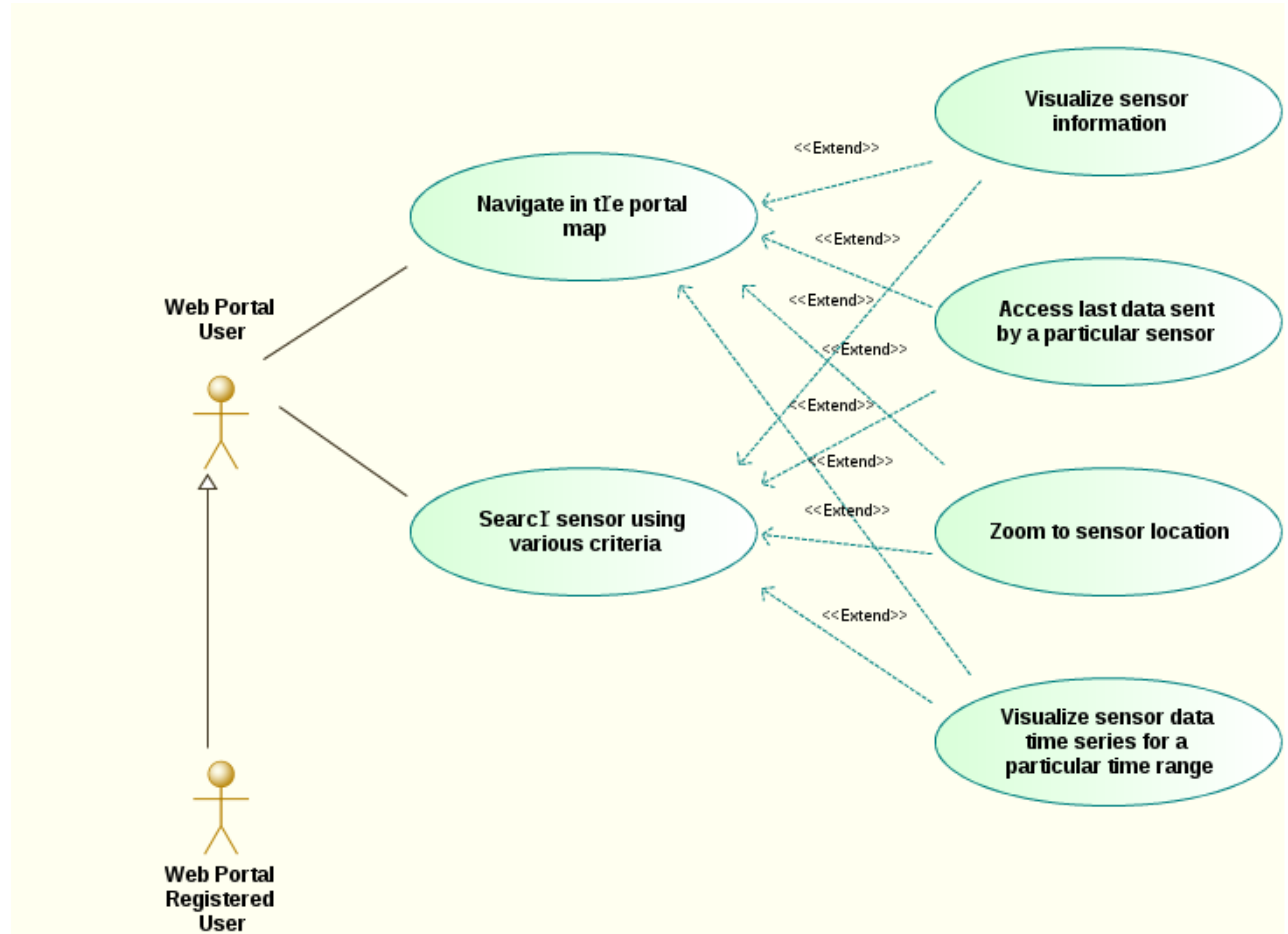 Visualize sensor
information
<<Extend>>
Navigate in tIe portal
map
<<Extend>>
Web Portal
User
<<Extend>>
Access last data sent
by a particular sensor
<<Extend>>
<<Extend>>
<<Extend>>
<<Extend>>
SearcI sensor using
various criteria
Zoom to sensor location
<<Extend>>
Visualize sensor data
time series for a
particular time range
Web Portal
Registered
User